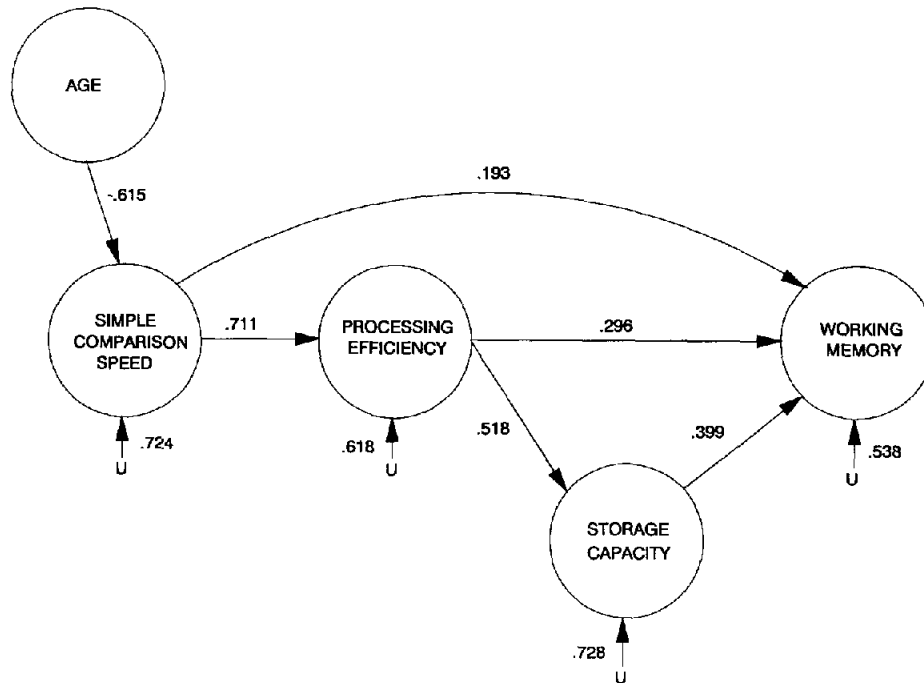 AGE
-.615
.193
SIMPLE
COMPARISON
SPEED
.711
PROCESSING
EFFICIENCY
.296
WORKING
MEMORY
.724
U
.618
U
.518
.399
.538
U
STORAGE
CAPACITY
.728
U